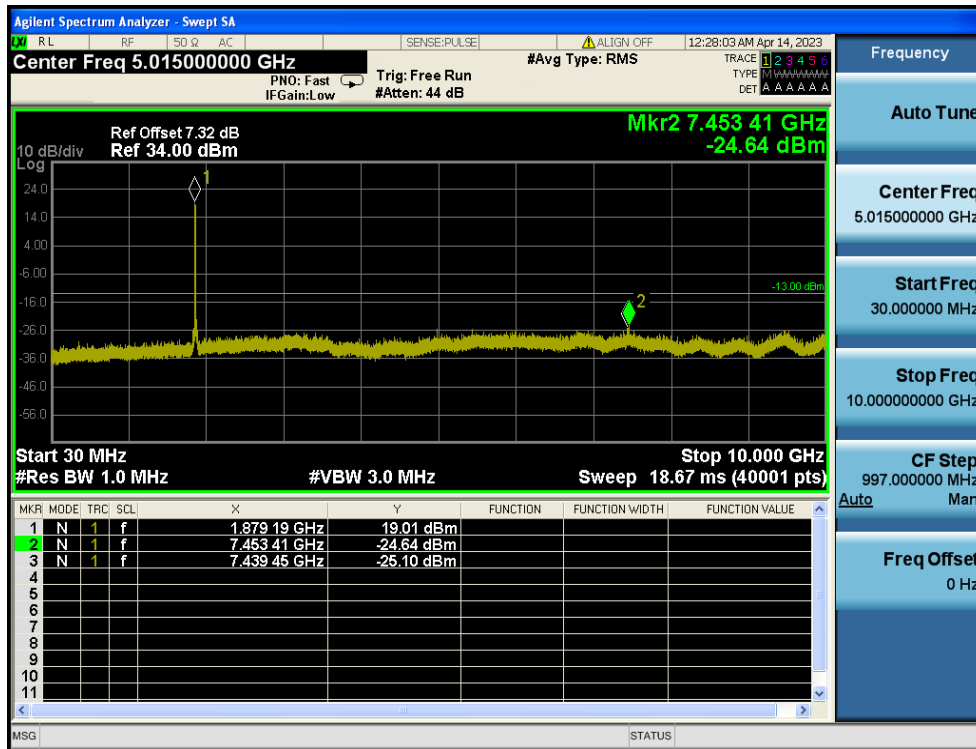 Agilent Spectrum Analyzer - Swept SA
LXI RL RF 50 Ω AC SENSE:PULSE ALIGN OFF 12:28:03 AM Apr 14, 2023
Center Freq 5.015000000 GHz
PNO: Fast
IFGain:Low
Trig: Free Run
#Atten: 44 dB
#Avg Type: RMS
TRACE 1 2 3 4 5 6
TYPE M WWWWW
DET A A A A A A
Mkr2 7.453 41 GHz
-24.64 dBm
Ref Offset 7.32 dB
10 dB/div Ref 34.00 dBm
Log
24.0
14.0
4.00
-6.00
-16.0
-26.0
-36.0
-46.0
-56.0
1
-13.00 dBm
2
Start 30 MHz Stop 10.000 GHz
#Res BW 1.0 MHz #VBW 3.0 MHz Sweep 18.67 ms (40001 pts)
MKR MODE TRC SCL X Y FUNCTION FUNCTION WIDTH FUNCTION VALUE
1 N 1 f 1.879 19 GHz 19.01 dBm
2 N 1 f 7.453 41 GHz -24.64 dBm
3 N 1 f 7.439 45 GHz -25.10 dBm
4
5
6
7
8
9
10
11
MSG STATUS
Frequency
Auto Tune
Center Freq
5.015000000 GHz
Start Freq
30.000000 MHz
Stop Freq
10.000000000 GHz
CF Step
997.000000 MHz
Auto Man
Freq Offset
0 Hz